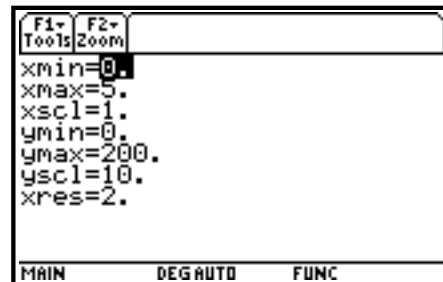 F1▾ F2▾
Tools Zoom
xmin=0.
xmax=5.
xscl=1.
ymin=0.
ymax=200.
yscl=10.
xres=2.
MAIN DEG AUTO FUNC